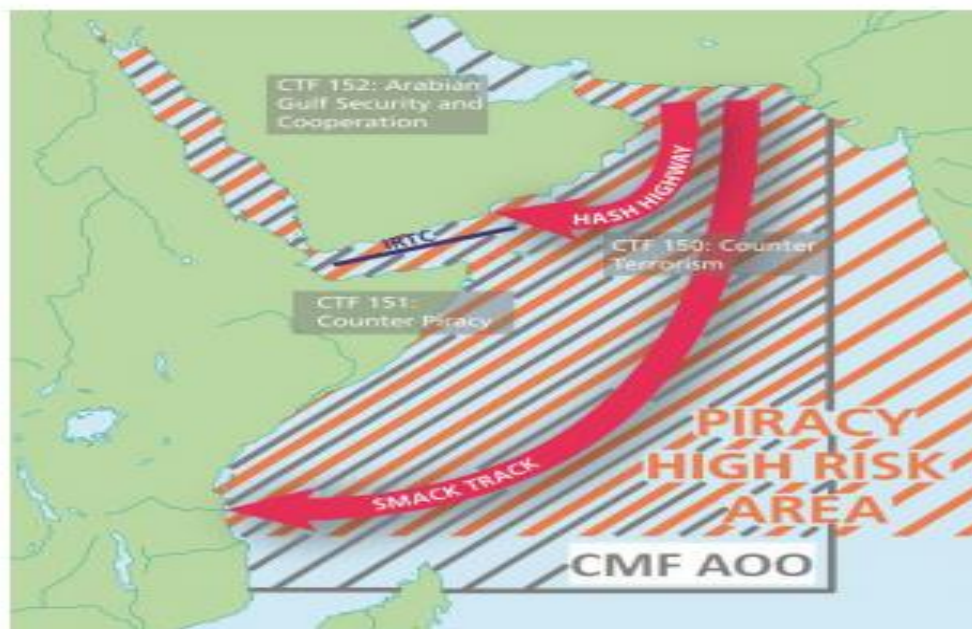 CTF 152: Arabian
Gulf Security and
Cooperation
HASH HIGHWAY
IRTC
CTF 150: Counter
Terrorism
CTF 151:
Counter Piracy
PIRACY
HIGH RISK
AREA
SMACK TRACK
CMF AOO